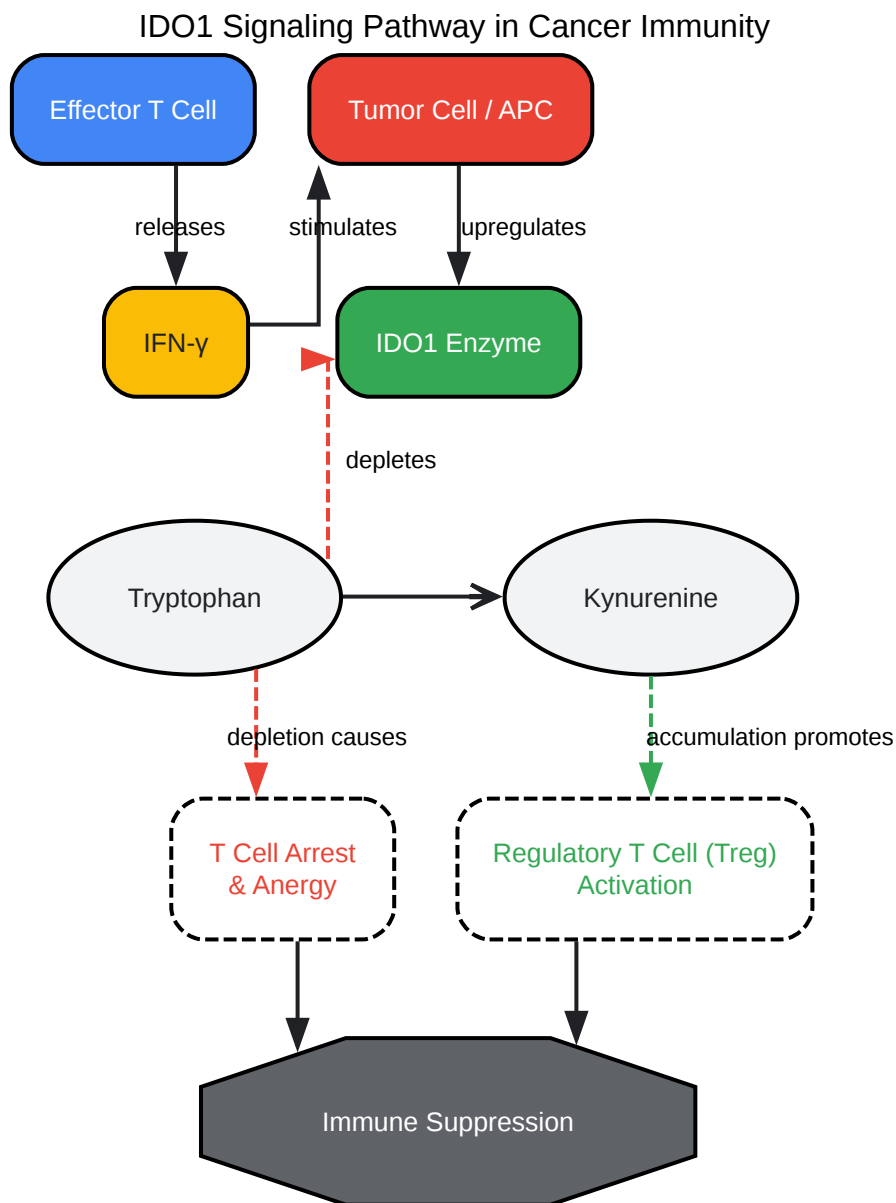 IDO1 Signaling Pathway in Cancer Immunity
Effector T Cell
Tumor Cell / APC
releases
stimulates
upregulates
IFN-γ
IDO1 Enzyme
depletes
Tryptophan
Kynurenine
depletion causes
accumulation promotes
T Cell Arrest
& Anergy
Regulatory T Cell (Treg)
Activation
Immune Suppression